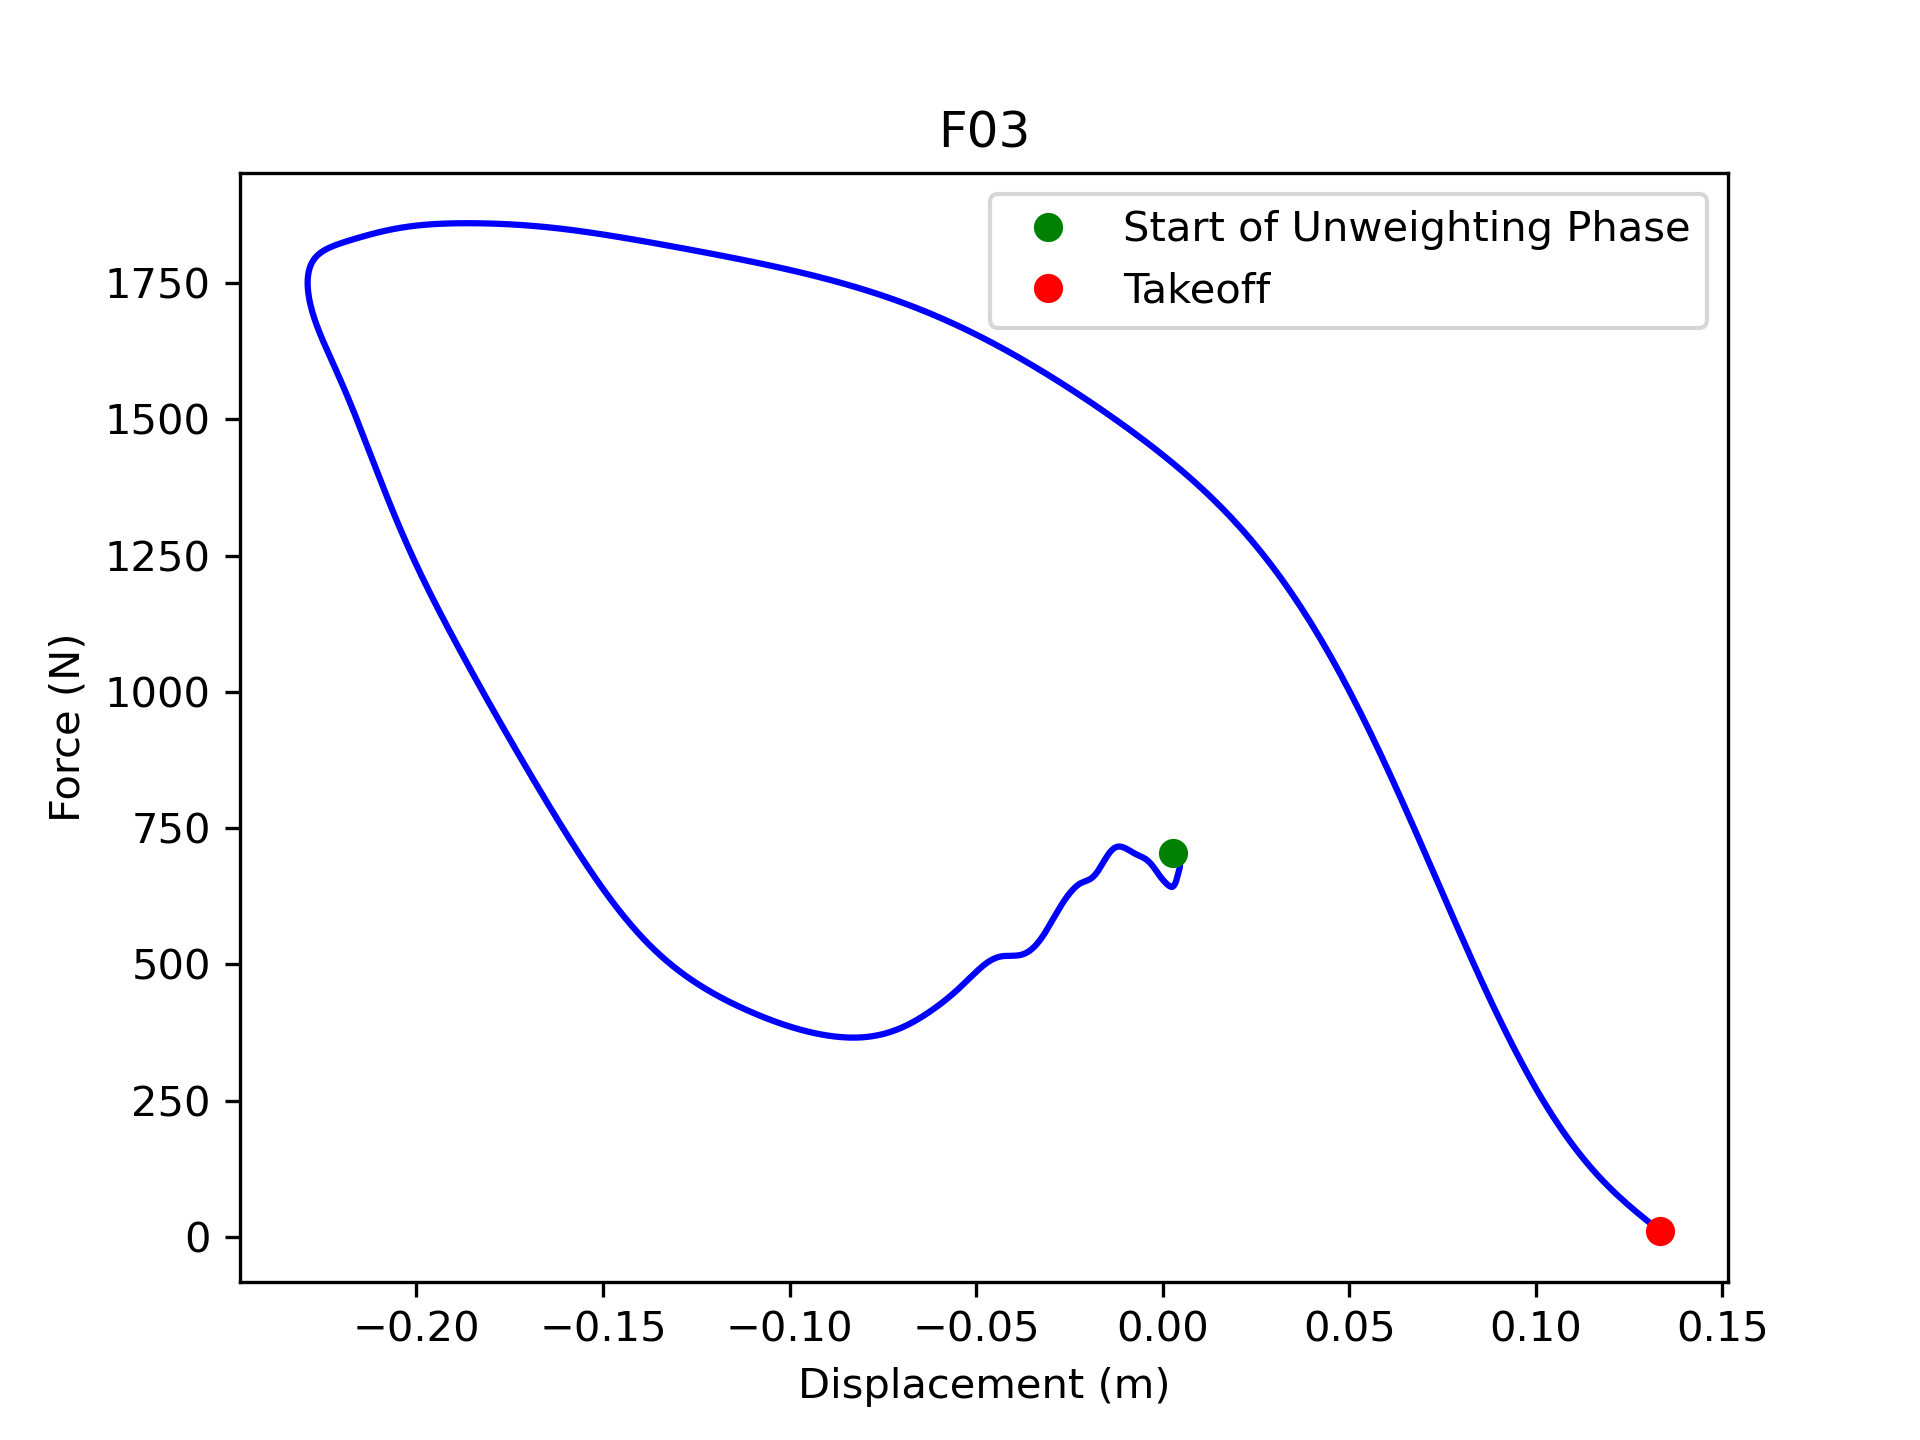 F03
Start of Unweighting Phase
Takeoff
1750
1500
1250
1000
750
500
250
0
Force (N)
−0.20 −0.15 −0.10 −0.05 0.00 0.05 0.10 0.15
Displacement (m)